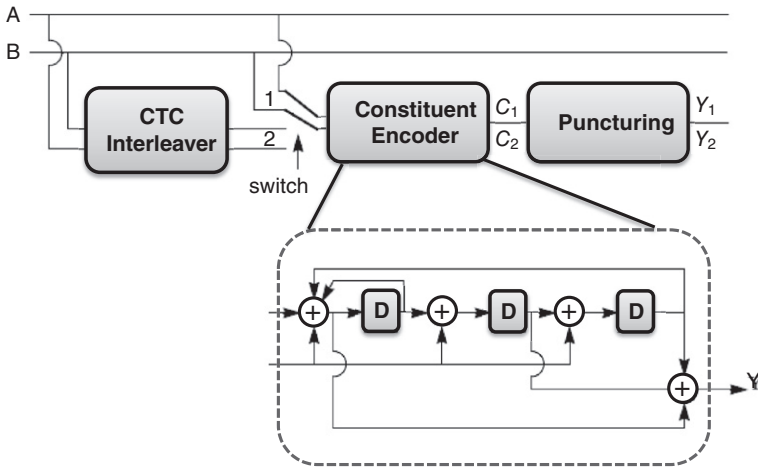 A
B
CTC
Interleaver
1
2
switch
Constituent
Encoder
C₁
C₂
Puncturing
Y₁
Y₂
+
D
+
D
+
D
+
Y